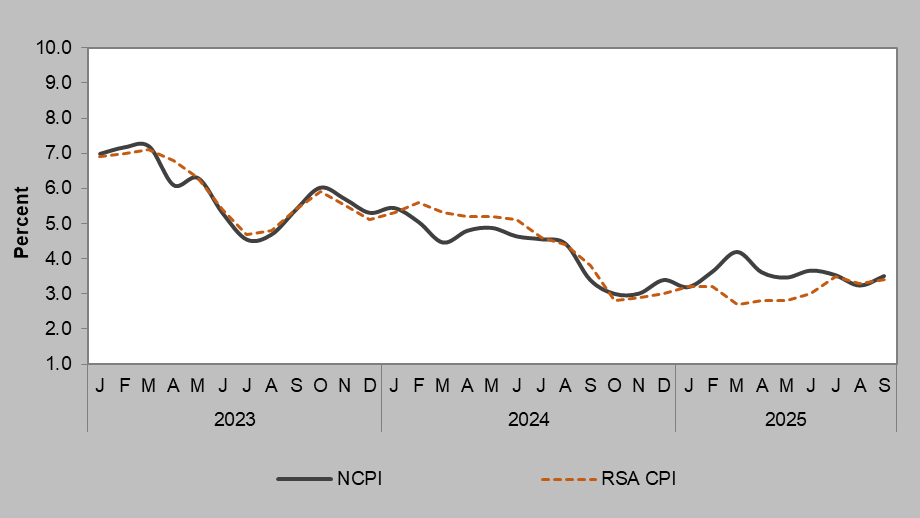 10.0
9.0
8.0
7.0
6.0
5.0
4.0
3.0
2.0
1.0
Percent
J F M A M J J A S O N D J F M A M J J A S O N D J F M A M J J A S
2023 2024 2025
NCPI RSA CPI